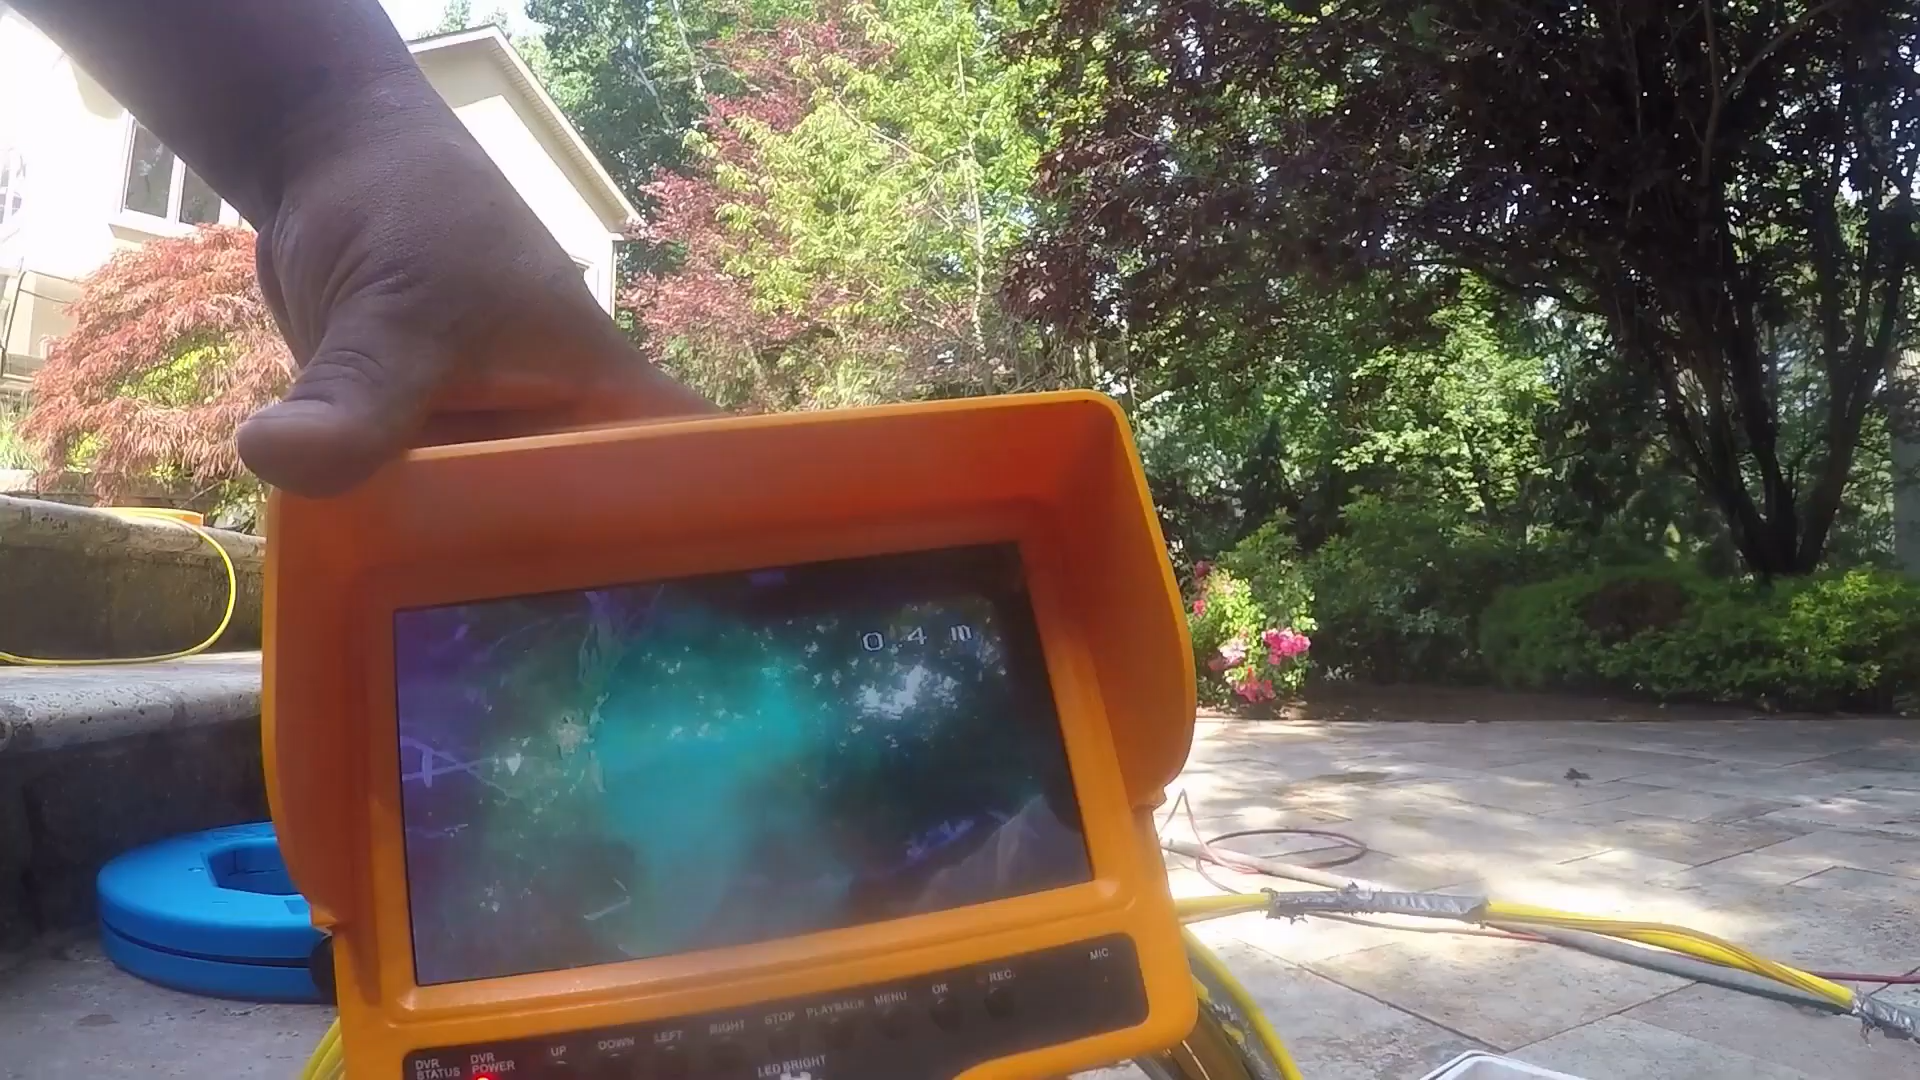 0.4 m
MIC
REC.
OK
MENU
PLAYBACK
STOP
RIGHT
LEFT
DOWN
UP
DVR POWER
DVR STATUS
LED BRIGHT